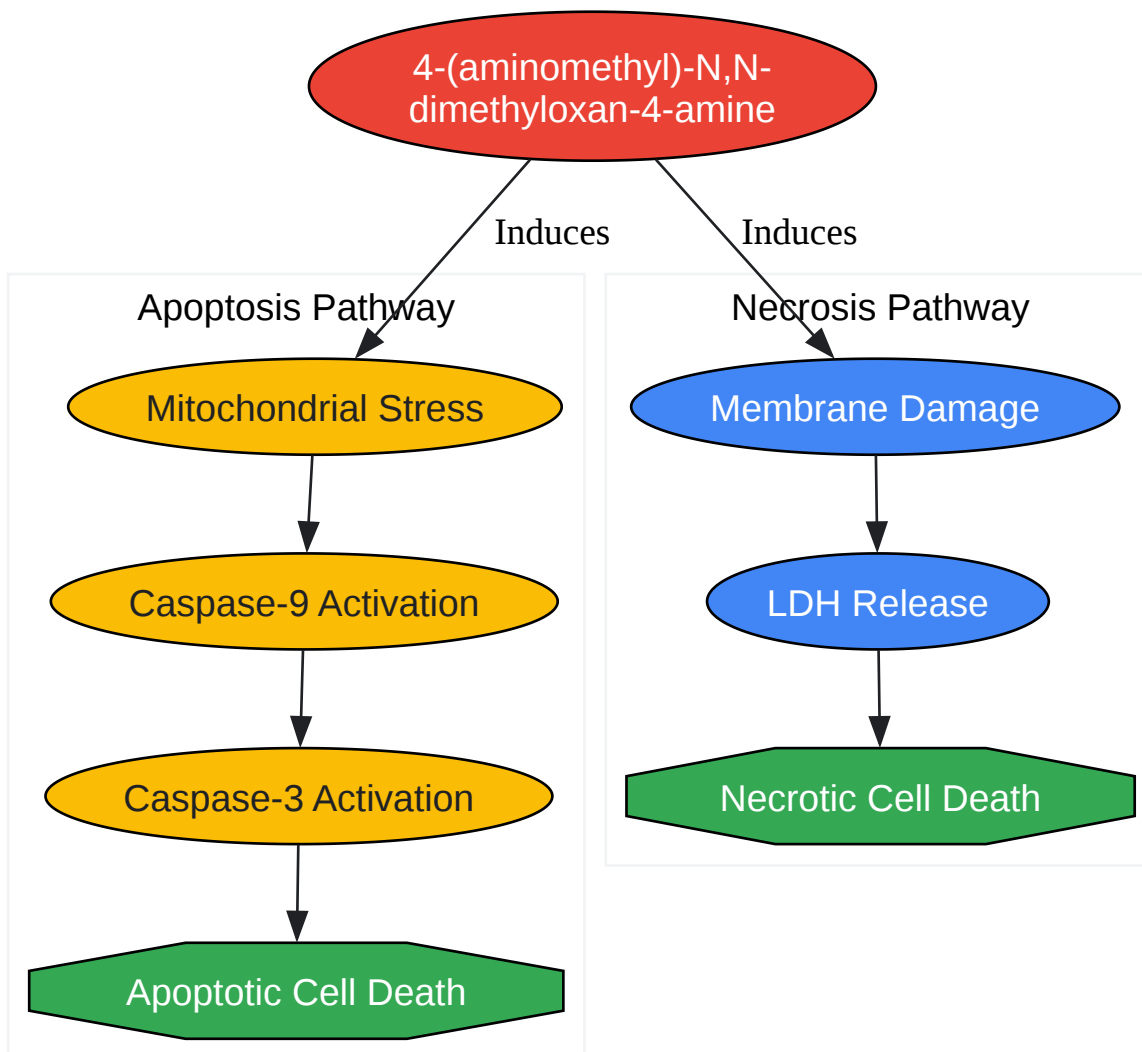 4-(aminomethyl)-N,N-
dimethyloxan-4-amine
Induces
Induces
Apoptosis Pathway
Mitochondrial Stress
Caspase-9 Activation
Caspase-3 Activation
Apoptotic Cell Death
Necrosis Pathway
Membrane Damage
LDH Release
Necrotic Cell Death